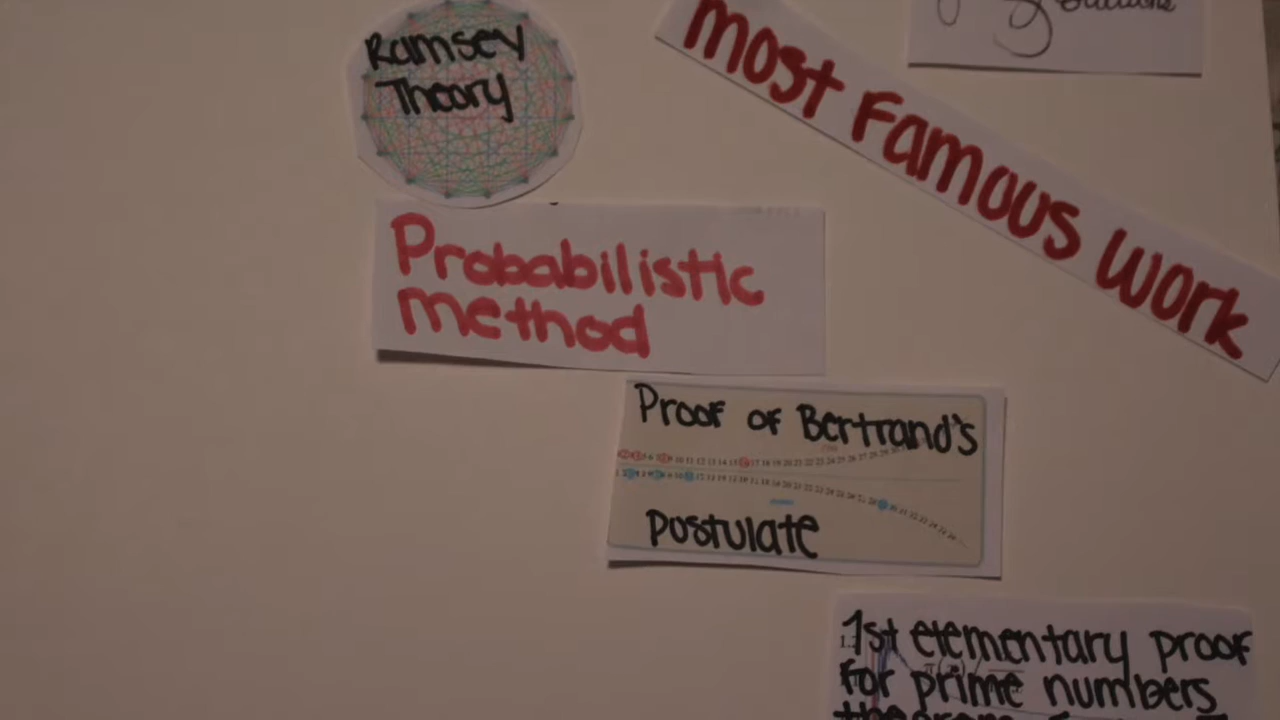 Ramsey
Theory
Most Famous Work
Probabilistic
method
Proof of Bertrand's
Postulate
1st elementary proof
for prime numbers